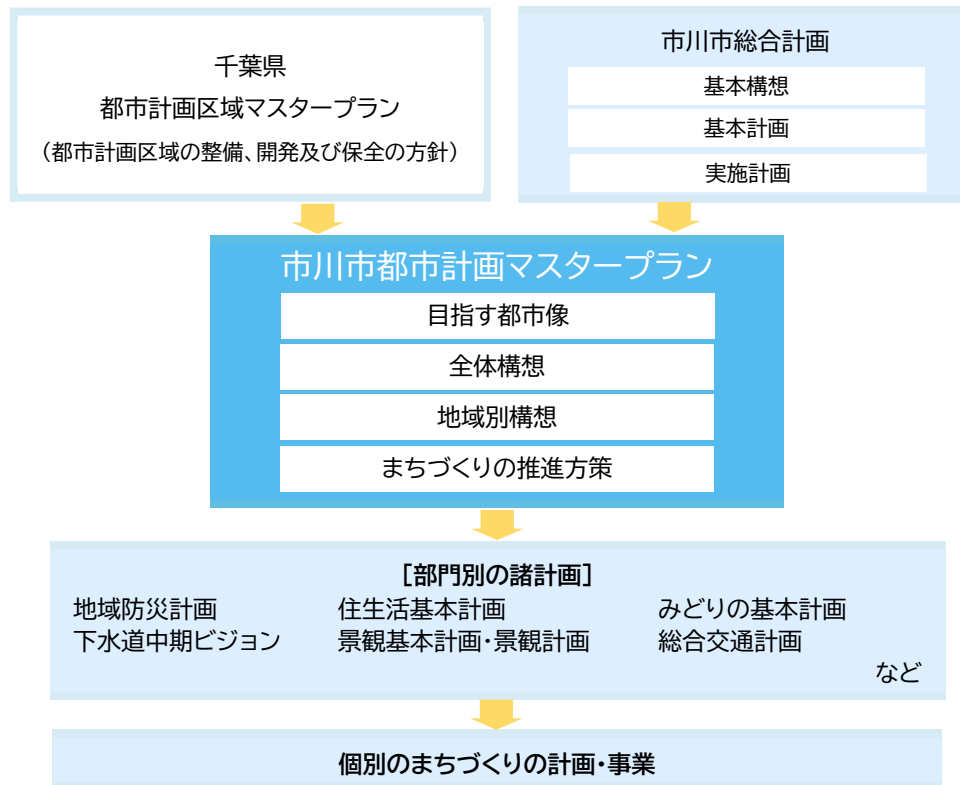 千葉県
都市計画区域マスタープラン
（都市計画区域の整備、開発及び保全の方針）
市川市総合計画
基本構想
基本計画
実施計画
市川市都市計画マスタープラン
目指す都市像
全体構想
地域別構想
まちづくりの推進方策
［部門別の諸計画］
地域防災計画 住生活基本計画 みどりの基本計画
下水道中期ビジョン 景観基本計画・景観計画 総合交通計画
など
個別のまちづくりの計画・事業